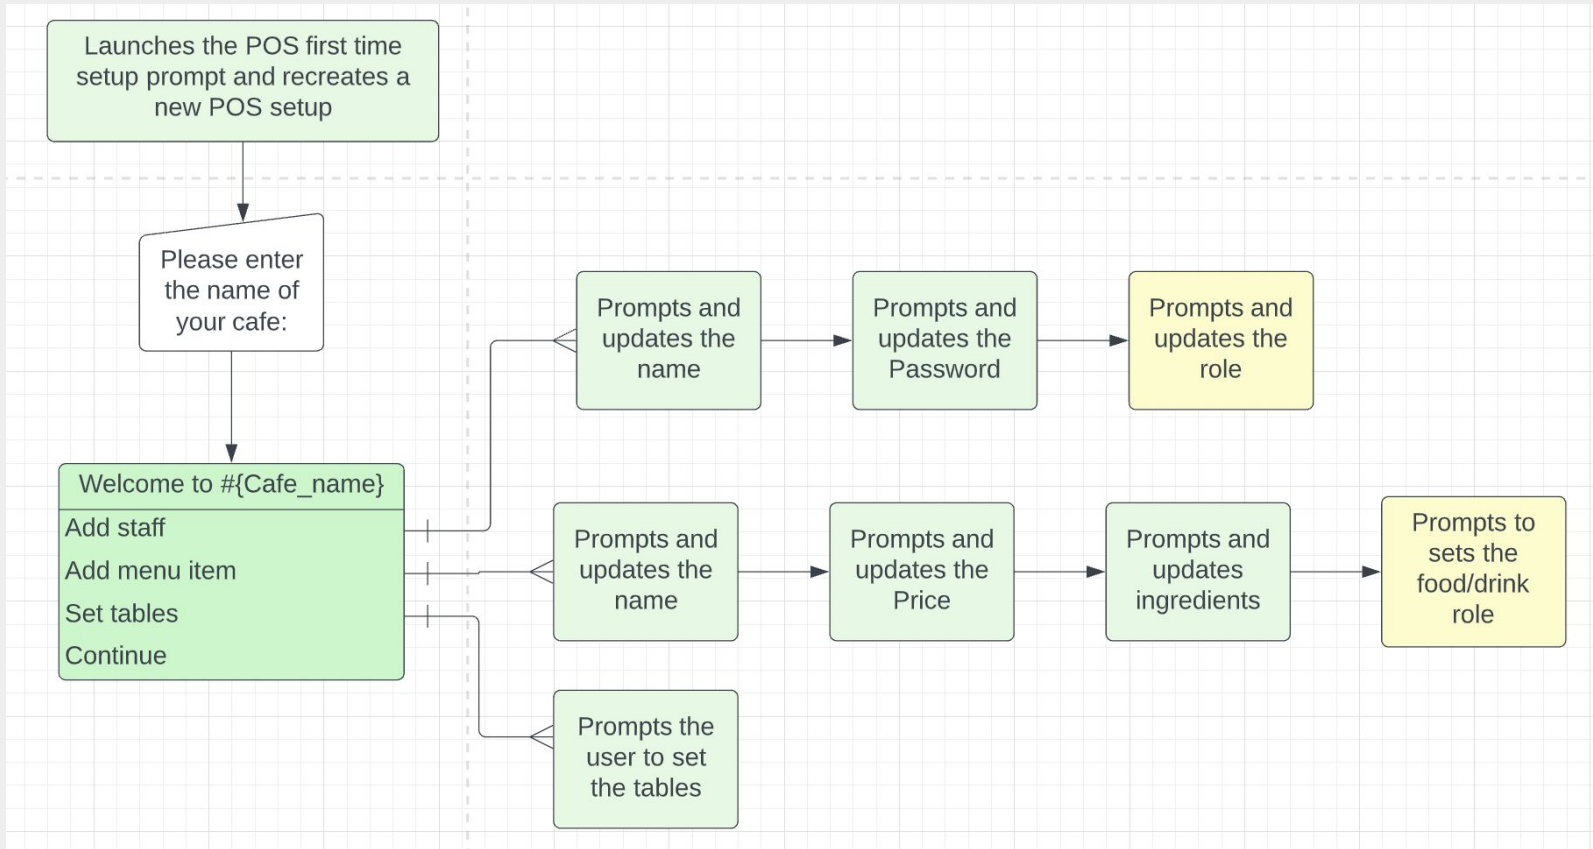 Launches the POS first time
setup prompt and recreates a
new POS setup
Please enter
the name of
your cafe:
Welcome to #{Cafe_name}
Add staff
Add menu item
Set tables
Continue
Prompts and
updates the
name
Prompts and
updates the
Password
Prompts and
updates the
role
Prompts and
updates the
name
Prompts and
updates the
Price
Prompts and
updates
ingredients
Prompts to
sets the
food/drink
role
Prompts the
user to set
the tables